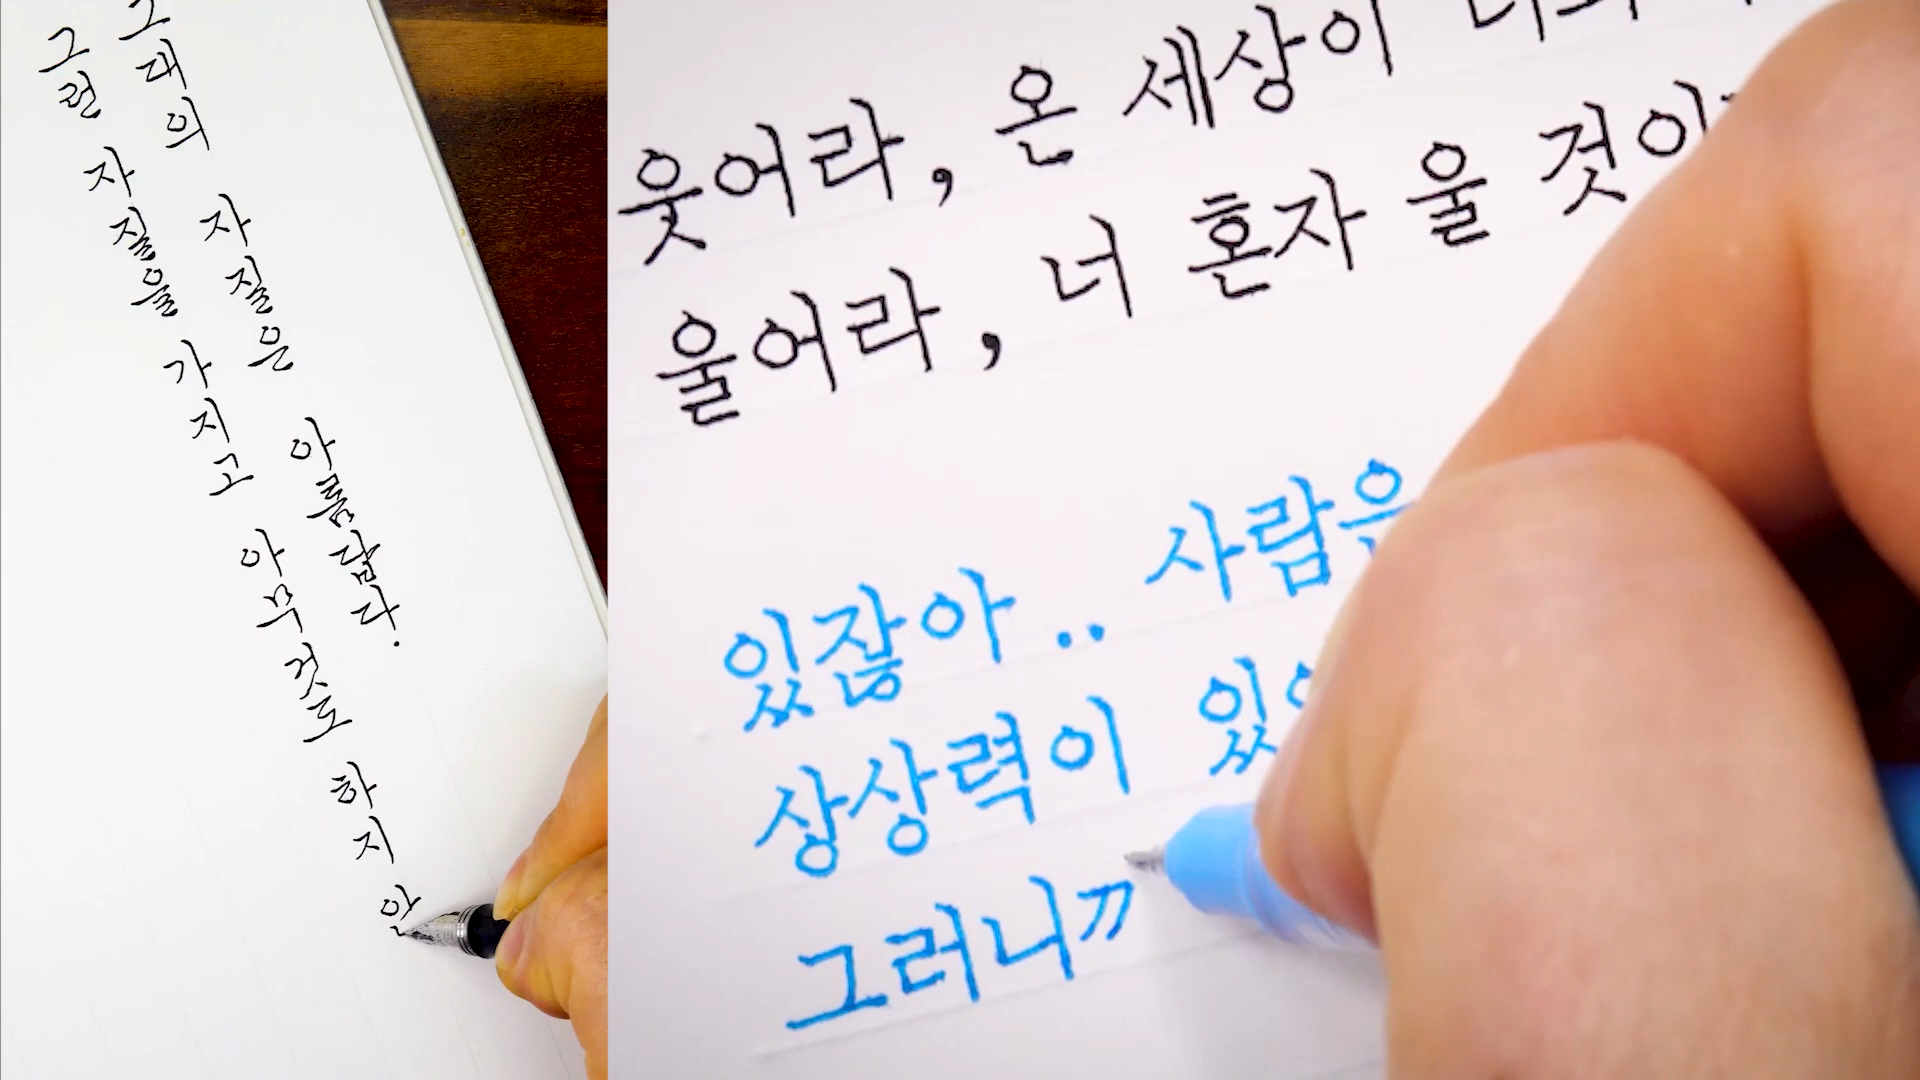 그대의 자질은 아름답다.
그런 자질을 가지고 아무것도 하지 안
웃어라, 온 세상이
울어라, 너 혼자 울 것이
있잖아.. 사람은
상상력이 있
그러니ㄲ